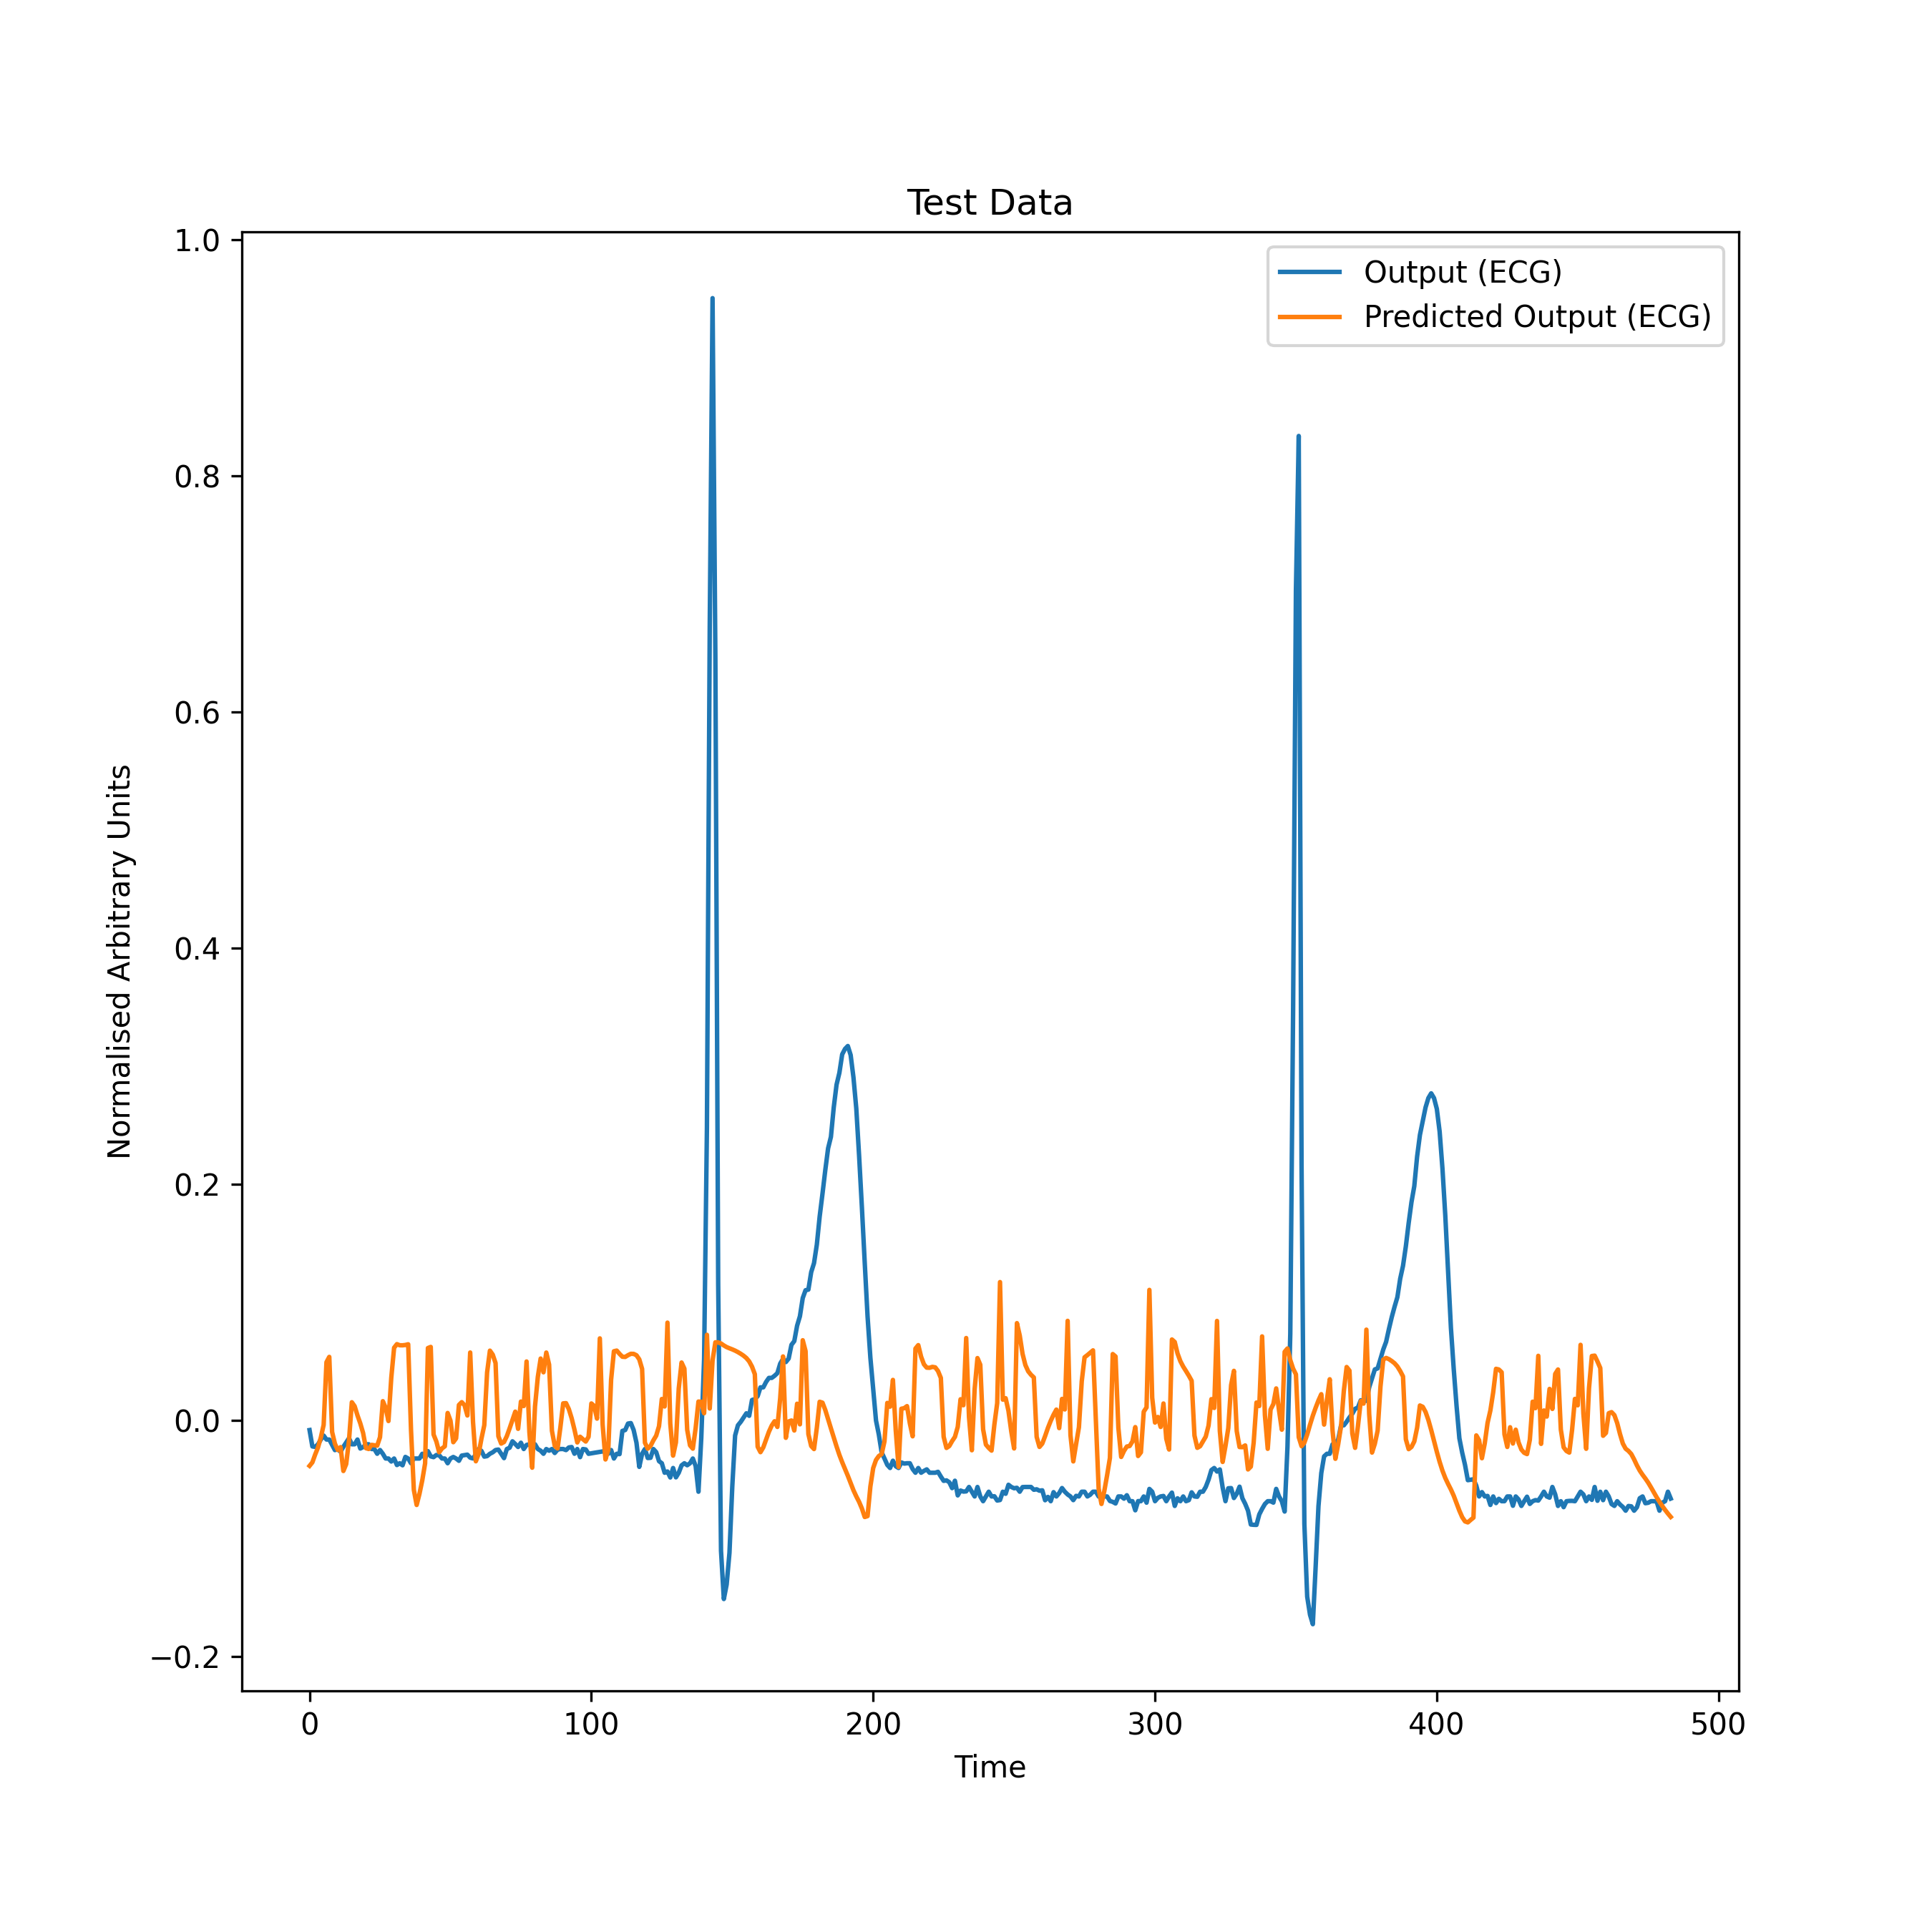 Test Data
Output (ECG)
Predicted Output (ECG)
1.0
0.8
0.6
0.4
0.2
0.0
−0.2
Normalised Arbitrary Units
0 100 200 300 400 500
Time